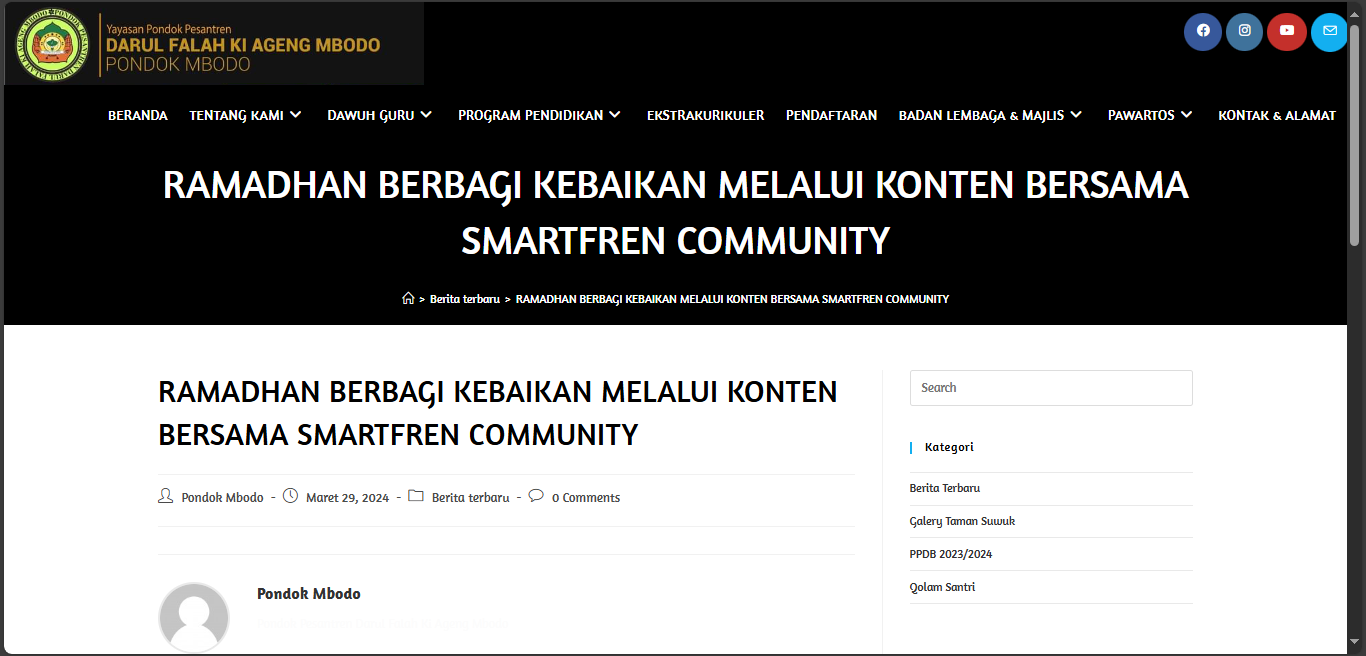 Yayasan Pondok Pesantren
DARUL FALAH KI AGENG MBODO
PONDOK MBODO
BERANDA TENTANG KAMI DAWUH GURU PROGRAM PENDIDIKAN EKSTRAKURIKULER PENDAFTARAN BADAN LEMBAGA & MAJLIS PAWARTOS KONTAK & ALAMAT
RAMADHAN BERBAGI KEBAIKAN MELALUI KONTEN BERSAMA
SMARTFREN COMMUNITY
> Berita terbaru > RAMADHAN BERBAGI KEBAIKAN MELALUI KONTEN BERSAMA SMARTFREN COMMUNITY
RAMADHAN BERBAGI KEBAIKAN MELALUI KONTEN
BERSAMA SMARTFREN COMMUNITY
Pondok Mbodo - Maret 29, 2024 - Berita terbaru - 0 Comments
Pondok Mbodo
Search
Kategori
Berita Terbaru
Galery Taman Suwuk
PPDB 2023/2024
Qolam Santri